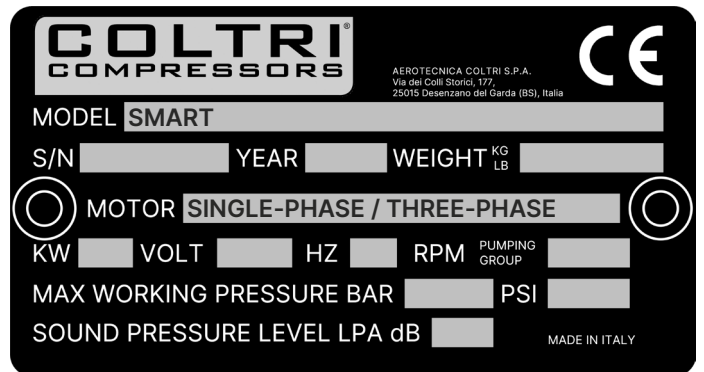 COLTRI®
COMPRESSORS
CE
AEROTECNICA COLTRI S.P.A.
Via dei Colli Storici, 177,
25015 Desenzano del Garda (BS), Italia
MODEL SMART
S/N YEAR WEIGHT KG LB
MOTOR SINGLE-PHASE / THREE-PHASE
KW VOLT HZ RPM PUMPING GROUP
MAX WORKING PRESSURE BAR PSI
SOUND PRESSURE LEVEL LPA dB MADE IN ITALY